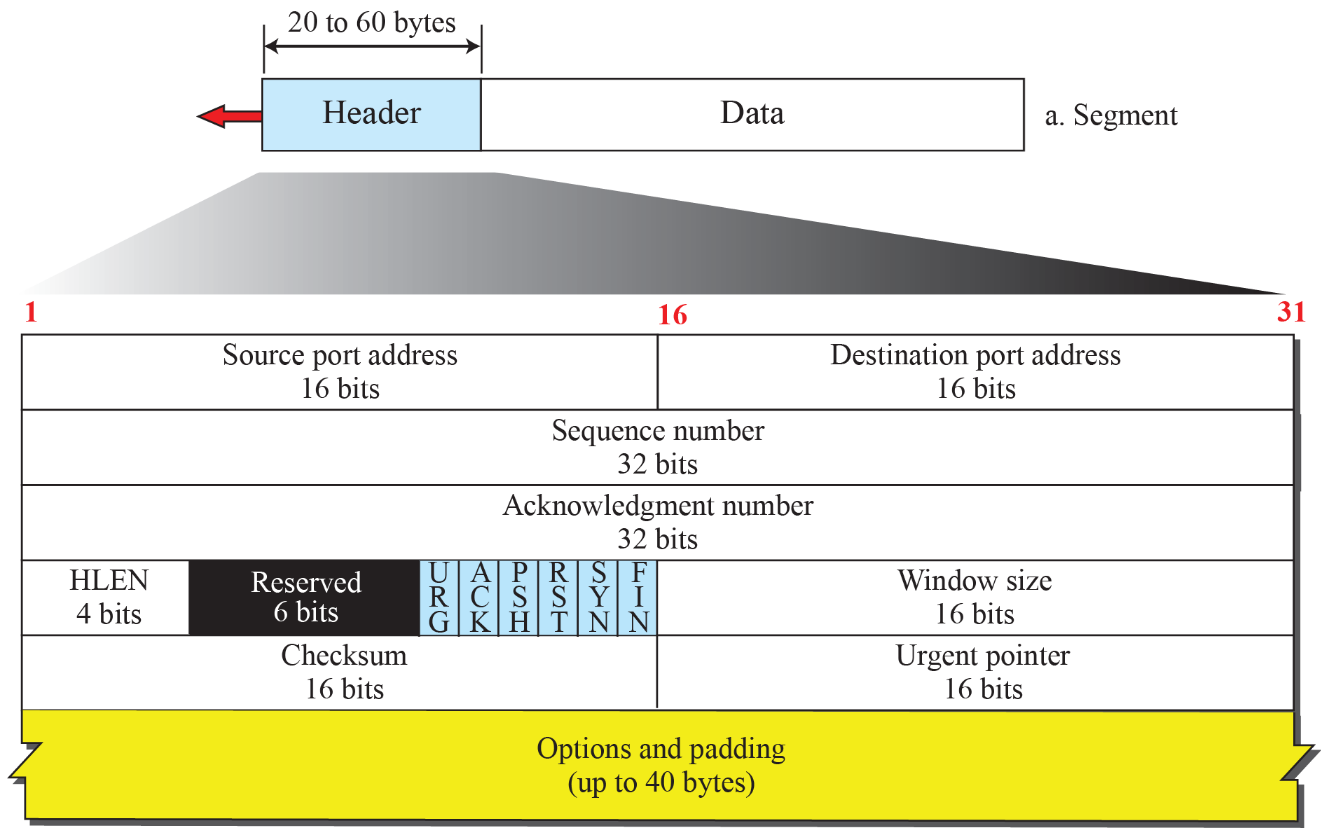 20 to 60 bytes
Header
Data
a. Segment
1
16
31
Source port address
16 bits
Destination port address
16 bits
Sequence number
32 bits
Acknowledgment number
32 bits
HLEN
4 bits
Reserved
6 bits
URG
ACK
PSH
RST
SYN
FIN
Window size
16 bits
Checksum
16 bits
Urgent pointer
16 bits
Options and padding
(up to 40 bytes)